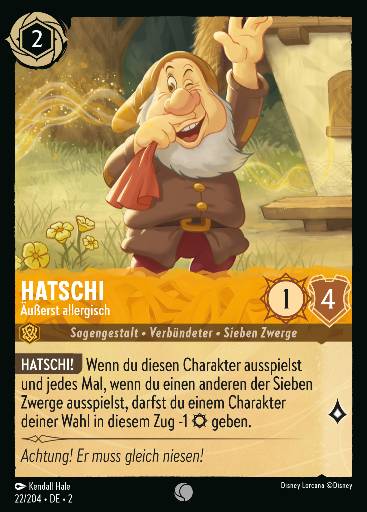 2
HATSCHI
Äußerst allergisch
1
4
Sagengestalt • Verbündeter • Sieben Zwerge
HATSCHI! Wenn du diesen Charakter ausspielst
und jedes Mal, wenn du einen anderen der Sieben
Zwerge ausspielst, darfst du einem Charakter
deiner Wahl in diesem Zug -1 geben.
Achtung! Er muss gleich niesen!
Kendall Hale
Disney Lorcana ©Disney
22/204 • DE • 2